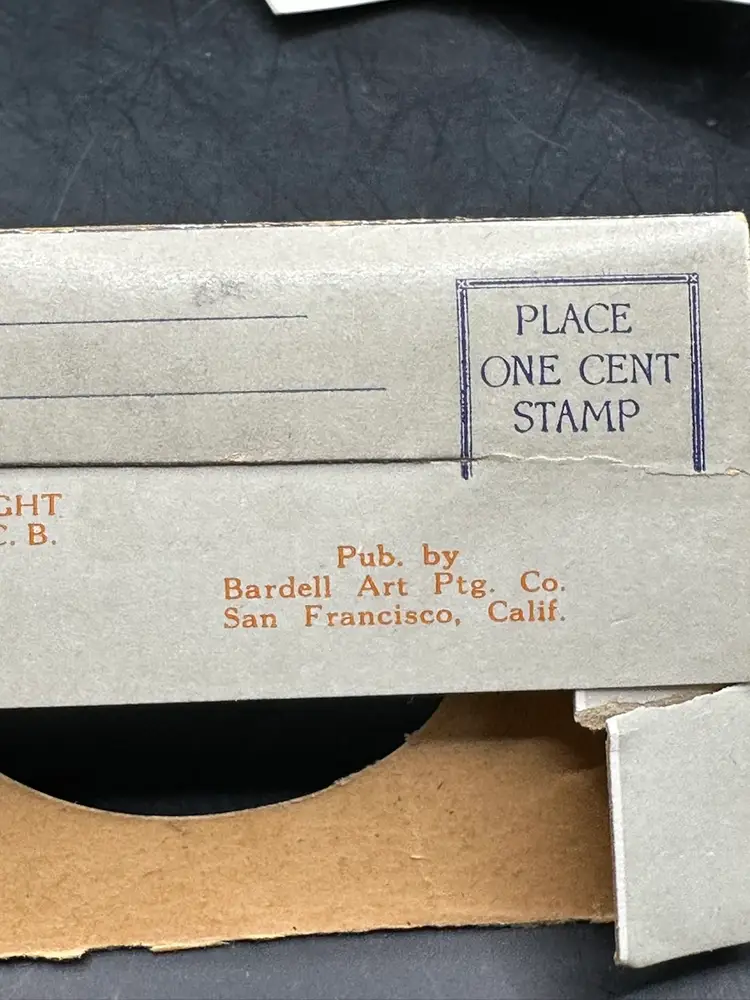 PLACE
ONE CENT
STAMP
GHT
C. B.
Pub. by
Bardell Art Ptg. Co.
San Francisco, Calif.